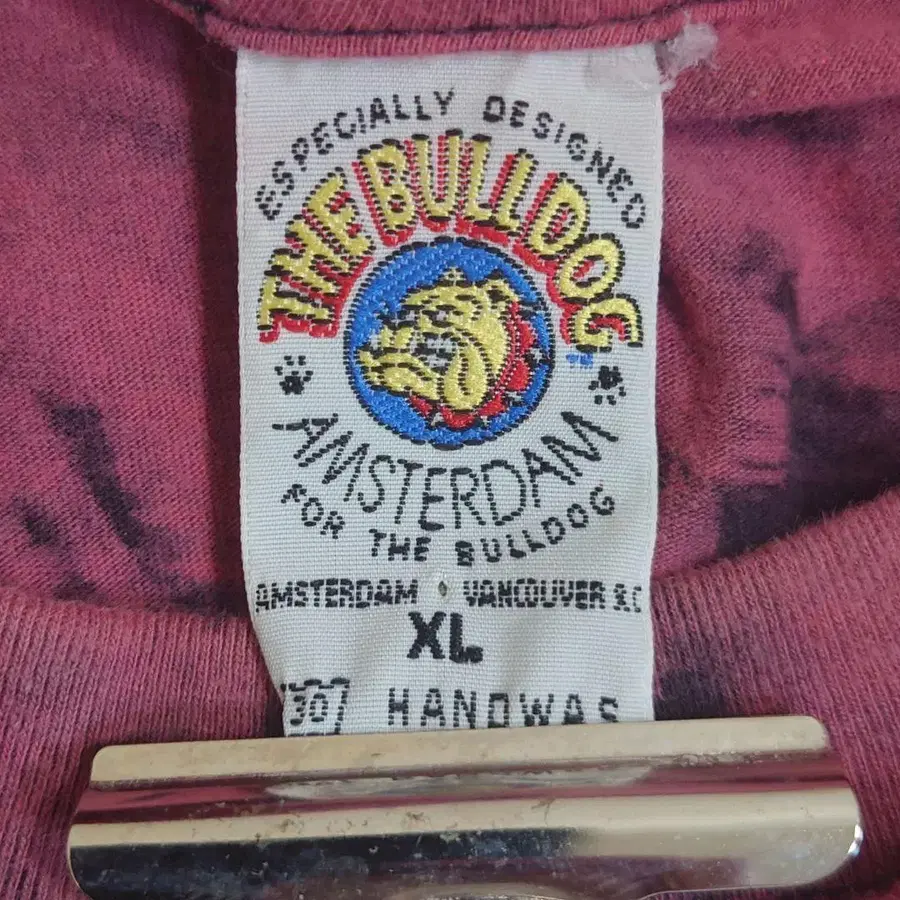 ESPECIALLY DESIGNED
THE BULLDOG
AMSTERDAM
FOR THE BULLDOG
AMSTERDAM VANCOUVER B.C
XL
30 HANDWAS